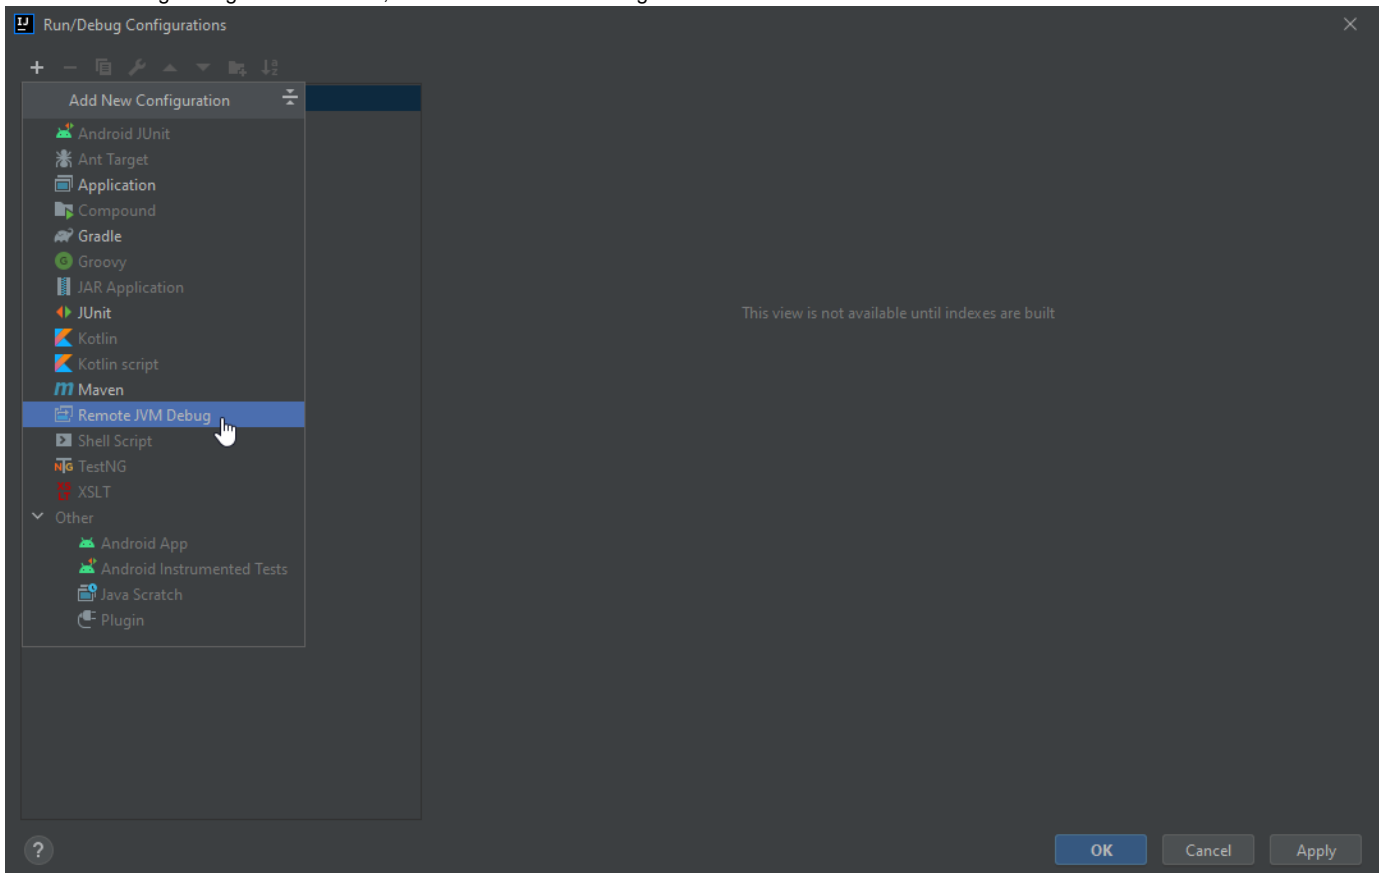 Run/Debug Configurations
Add New Configuration
Android JUnit
Ant Target
Application
Compound
Gradle
Groovy
JAR Application
JUnit
This view is not available until indexes are built
Kotlin
Kotlin script
Maven
Remote JVM Debug
Shell Script
TestNG
XSLT
Other
Android App
Android Instrumented Tests
Java Scratch
Plugin
?
OK
Cancel
Apply